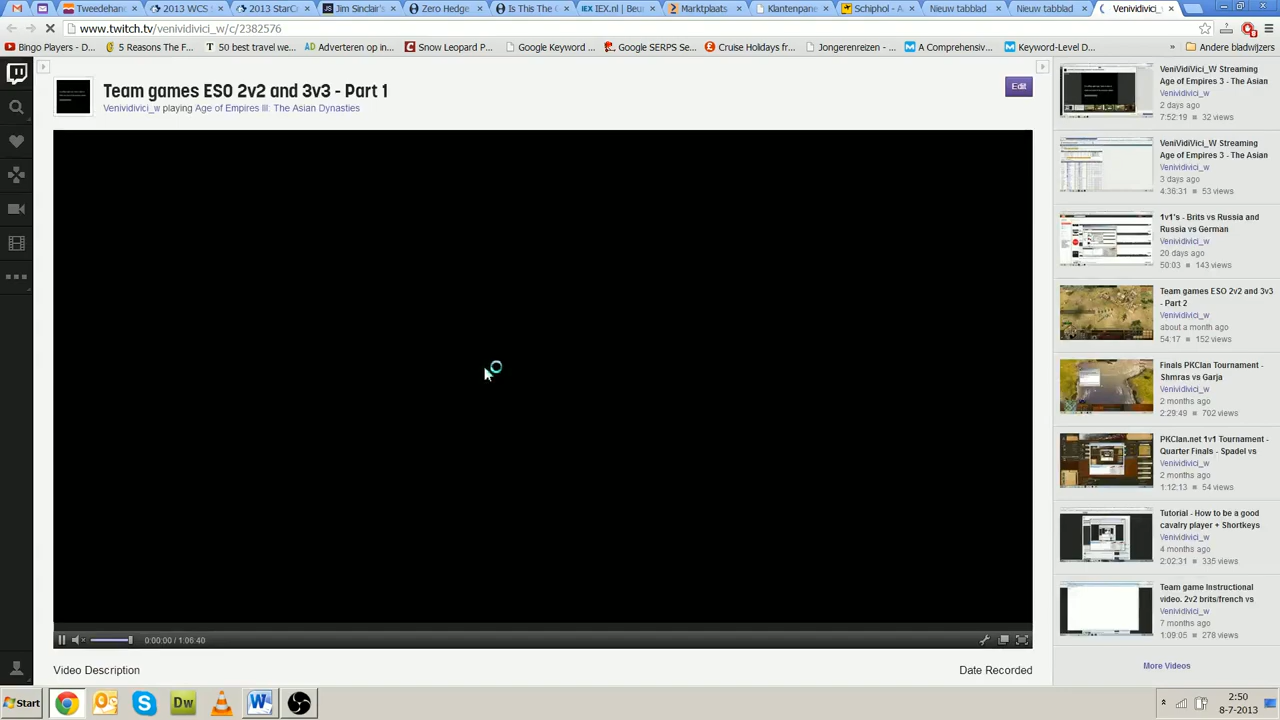 Tweedehand
2013 WCS
2013 StarC
Jim Sinclair's
Zero Hedge
Is This The C
IEX.nl | Beur
Marktplaats
Klantenpane
Schiphol - A
Nieuw tabblad
Nieuw tabblad
Venividivici_
www.twitch.tv/venividivici_w/c/2382576
Bingo Players - D...
5 Reasons The F...
50 best travel we...
Adverteren op int...
Snow Leopard P...
Google Keyword ...
Google SERPS Se...
Cruise Holidays fr...
Jongerenreizen - ...
A Comprehensiv...
Keyword-Level D...
»
Andere bladwijzers
Team games ESO 2v2 and 3v3 - Part 1
Venividivici_w playing Age of Empires III: The Asian Dynasties
Edit
0:00:00 / 1:06:40
Video Description
Date Recorded
VeniVidiVici_W Streaming
Age of Empires 3 - The Asian
Venividivici_w
2 days ago
7:52:19 32 views
VeniVidiVici_W Streaming
Age of Empires 3 - The Asian
Venividivici_w
3 days ago
4:36:31 53 views
1v1's - Brits vs Russia and
Russia vs German
Venividivici_w
20 days ago
50:03 143 views
Team games ESO 2v2 and 3v3
- Part 2
Venividivici_w
about a month ago
54:17 152 views
Finals PKClan Tournament -
Shmras vs Garja
Venividivici_w
2 months ago
2:29:49 702 views
PKClan.net 1v1 Tournament -
Quarter Finals - Spadel vs
Venividivici_w
2 months ago
1:12:13 54 views
Tutorial - How to be a good
cavalry player + Shortkeys
Venividivici_w
4 months ago
2:02:31 335 views
Team game Instructional
video. 2v2 brits/french vs
Venividivici_w
7 months ago
1:09:05 278 views
More Videos
Start
Dw
2:50
8-7-2013